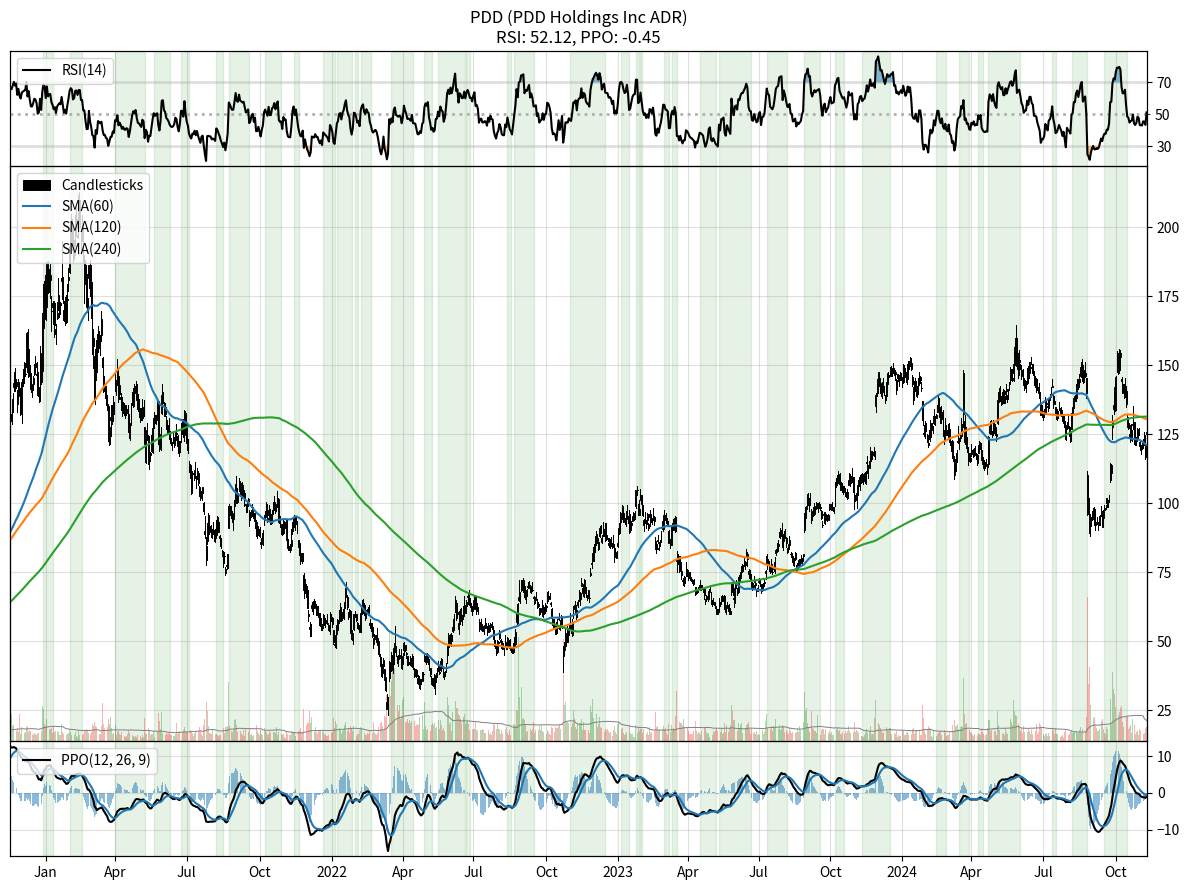 PDD (PDD Holdings Inc ADR)
RSI: 52.12, PPO: -0.45
RSI(14)
70
50
30
Candlesticks
SMA(60)
SMA(120)
SMA(240)
200
175
150
125
100
75
50
25
PPO(12, 26, 9)
10
0
−10
Jan Apr Jul Oct 2022 Apr Jul Oct 2023 Apr Jul Oct 2024 Apr Jul Oct